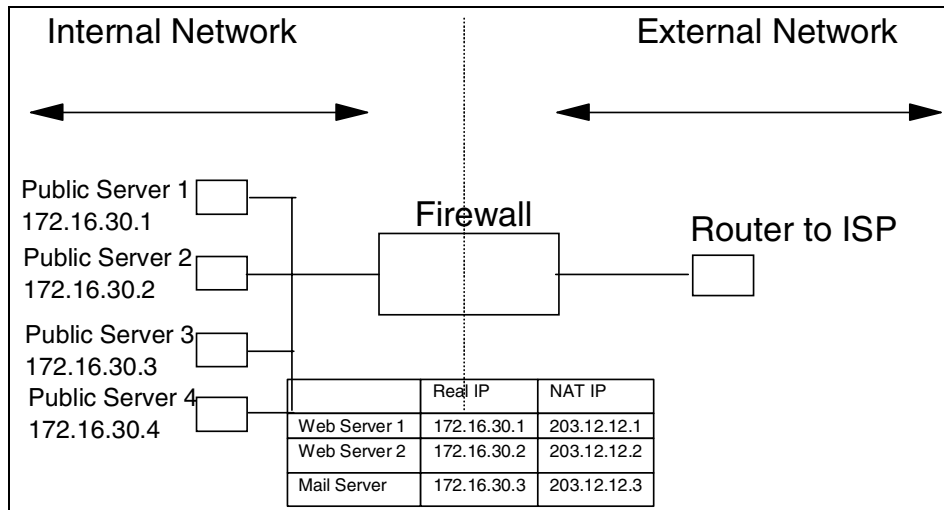 Internal Network
External Network
Public Server 1
172.16.30.1
Firewall
Router to ISP
Public Server 2
172.16.30.2
Public Server 3
172.16.30.3
Public Server 4
172.16.30.4
Real IP NAT IP
Web Server 1 172.16.30.1 203.12.12.1
Web Server 2 172.16.30.2 203.12.12.2
Mail Server 172.16.30.3 203.12.12.3